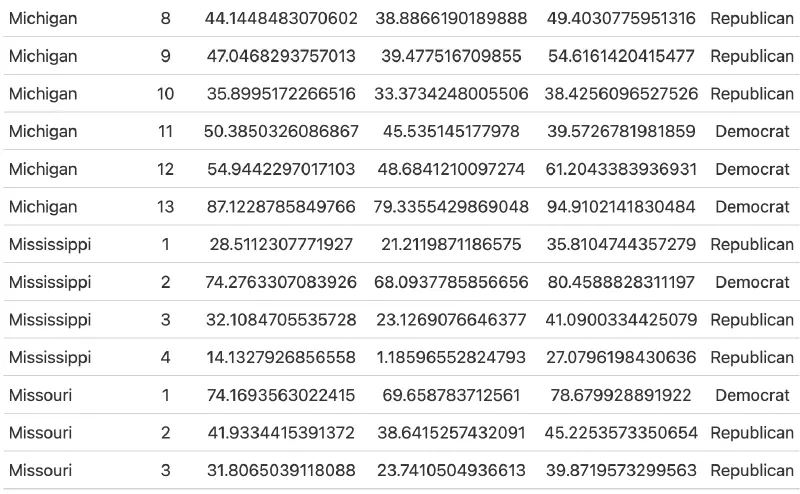 Michigan 8 44.1448483070602 38.8866190189888 49.4030775951316 Republican
Michigan 9 47.0468293757013 39.477516709855 54.6161420415477 Republican
Michigan 10 35.8995172266516 33.3734248005506 38.4256096527526 Republican
Michigan 11 50.3850326086867 45.535145177978 39.5726781981859 Democrat
Michigan 12 54.9442297017103 48.6841210097274 61.2043383936931 Democrat
Michigan 13 87.1228785849766 79.3355429869048 94.9102141830484 Democrat
Mississippi 1 28.5112307771927 21.2119871186575 35.8104744357279 Republican
Mississippi 2 74.2763307083926 68.0937785856656 80.4588828311197 Democrat
Mississippi 3 32.1084705535728 23.1269076646377 41.0900334425079 Republican
Mississippi 4 14.1327926856558 1.18596552824793 27.0796198430636 Republican
Missouri 1 74.1693563022415 69.658783712561 78.679928891922 Democrat
Missouri 2 41.9334415391372 38.6415257432091 45.2253573350654 Republican
Missouri 3 31.8065039118088 23.7410504936613 39.8719573299563 Republican